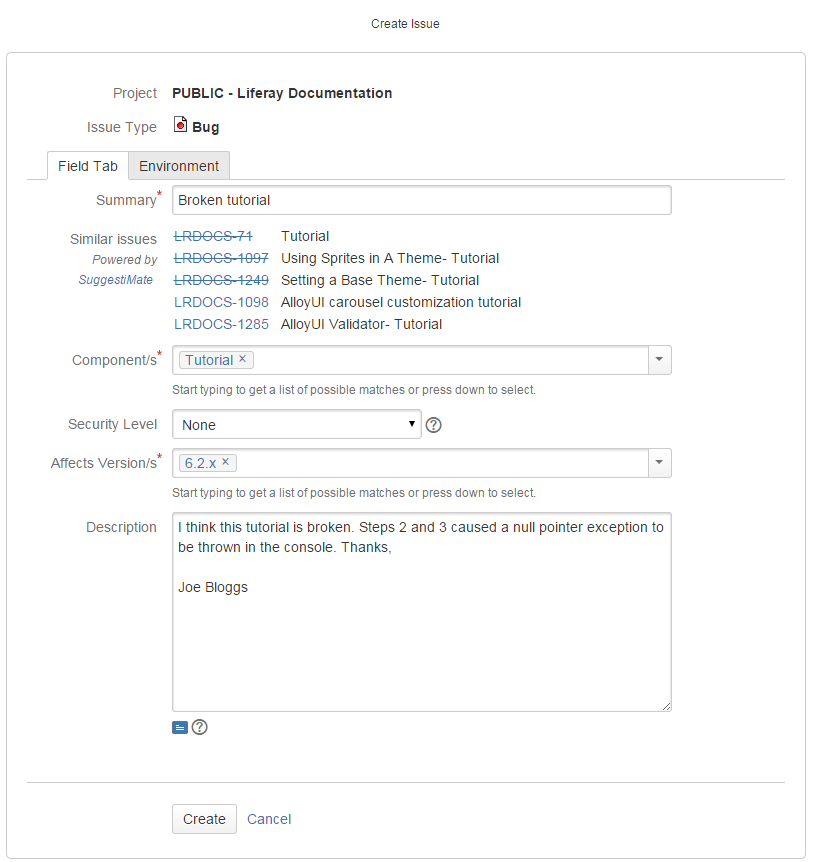 Create Issue
Project PUBLIC - Liferay Documentation
Issue Type Bug
Field Tab Environment
Summary* Broken tutorial
Similar issues LRDOCS-71 Tutorial
Powered by LRDOCS-1097 Using Sprites in A Theme- Tutorial
SuggestiMate LRDOCS-1249 Setting a Base Theme- Tutorial
LRDOCS-1098 AlloyUI carousel customization tutorial
LRDOCS-1285 AlloyUI Validator- Tutorial
Component/s* Tutorial ×
Start typing to get a list of possible matches or press down to select.
Security Level None ?
Affects Version/s* 6.2.x ×
Start typing to get a list of possible matches or press down to select.
Description I think this tutorial is broken. Steps 2 and 3 caused a null pointer exception to
be thrown in the console. Thanks,
Joe Bloggs
?
Create Cancel